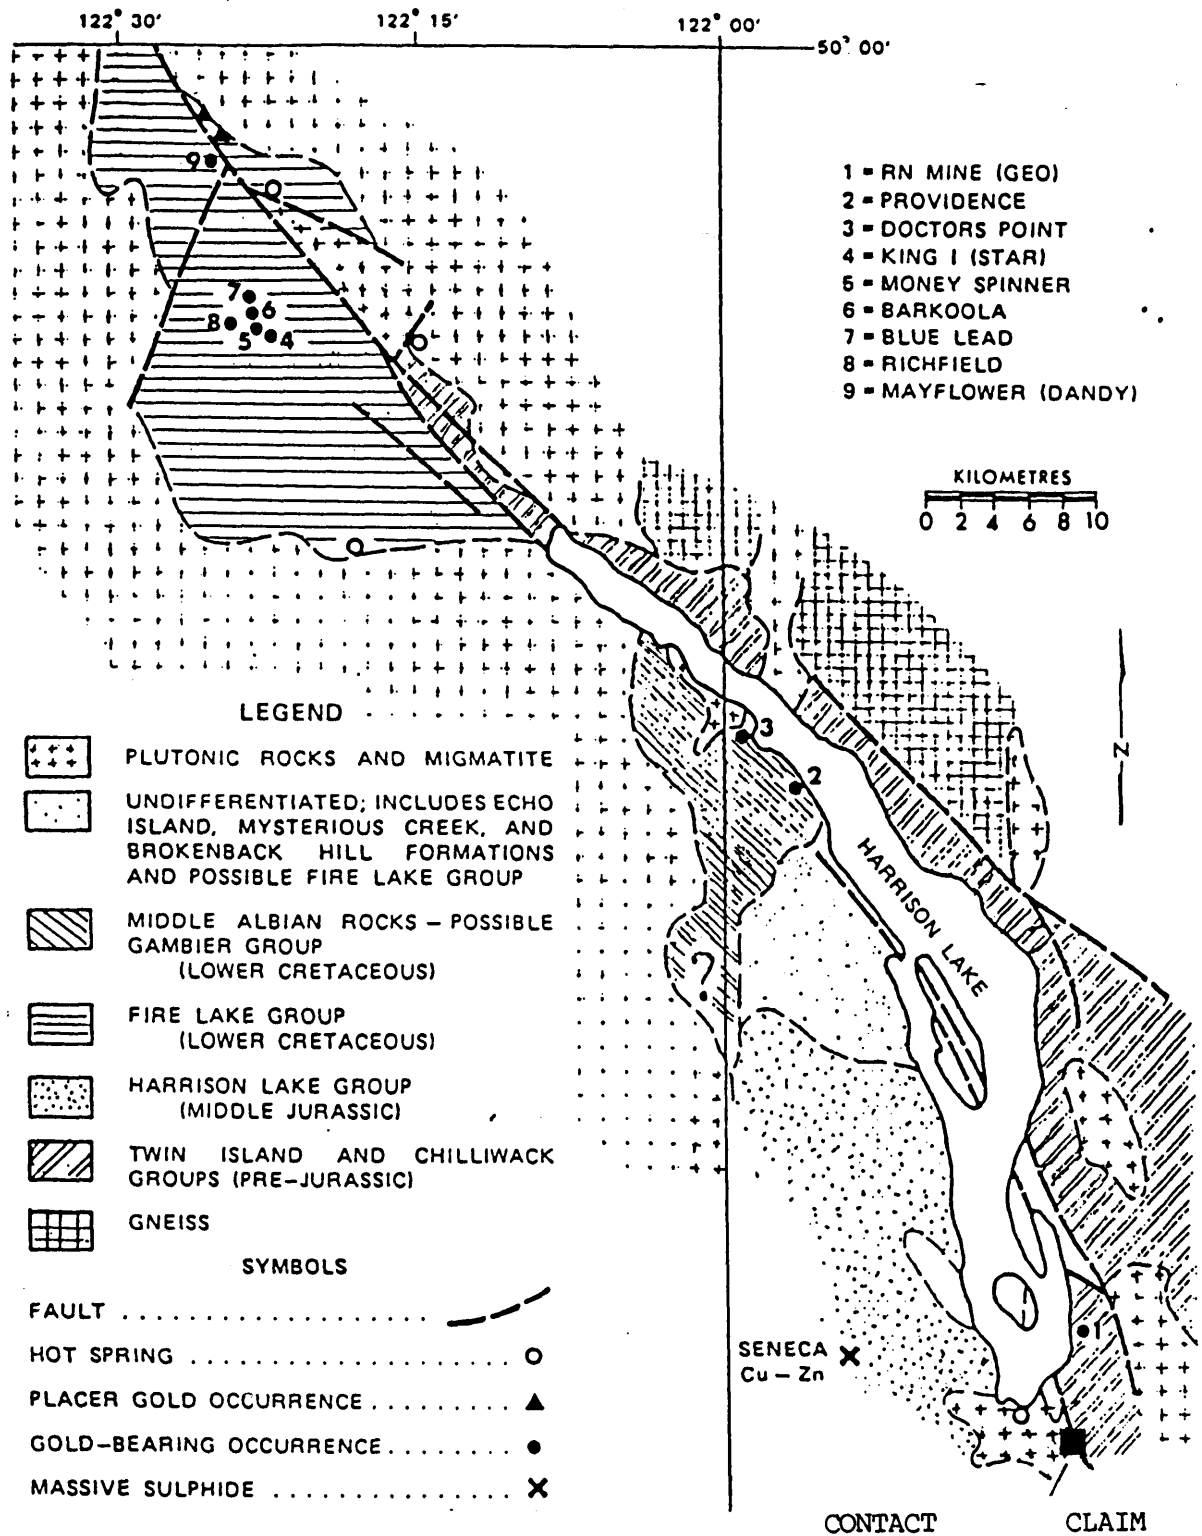 122° 30'
122° 15'
122° 00'
50° 00'
1 = RN MINE (GEO)
2 = PROVIDENCE
3 = DOCTORS POINT
4 = KING I (STAR)
5 = MONEY SPINNER
6 = BARKOOLA
7 = BLUE LEAD
8 = RICHFIELD
9 = MAYFLOWER (DANDY)
KILOMETRES
0 2 4 6 8 10
9
7
6
8
5
4
N
3
2
HARRISON LAKE
?
1
SENECA
Cu – Zn
LEGEND
PLUTONIC ROCKS AND MIGMATITE
UNDIFFERENTIATED; INCLUDES ECHO
ISLAND, MYSTERIOUS CREEK, AND
BROKENBACK HILL FORMATIONS
AND POSSIBLE FIRE LAKE GROUP
MIDDLE ALBIAN ROCKS – POSSIBLE
GAMBIER GROUP
(LOWER CRETACEOUS)
FIRE LAKE GROUP
(LOWER CRETACEOUS)
HARRISON LAKE GROUP
(MIDDLE JURASSIC)
TWIN ISLAND AND CHILLIWACK
GROUPS (PRE–JURASSIC)
GNEISS
SYMBOLS
FAULT
HOT SPRING
PLACER GOLD OCCURRENCE
GOLD–BEARING OCCURRENCE
MASSIVE SULPHIDE
CONTACT CLAIM